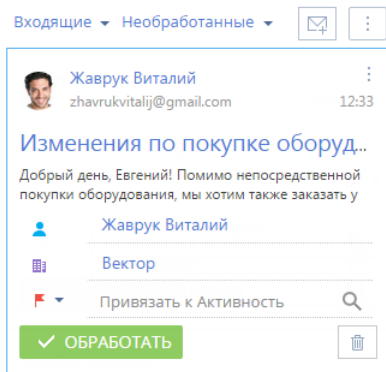 Входящие Необработанные
Жаврук Виталий
zhavrukvitalij@gmail.com 12:33
Изменения по покупке оборуд...
Добрый день, Евгений! Помимо непосредственной
покупки оборудования, мы хотим также заказать у
Жаврук Виталий
Вектор
Привязать к Активность
ОБРАБОТАТЬ